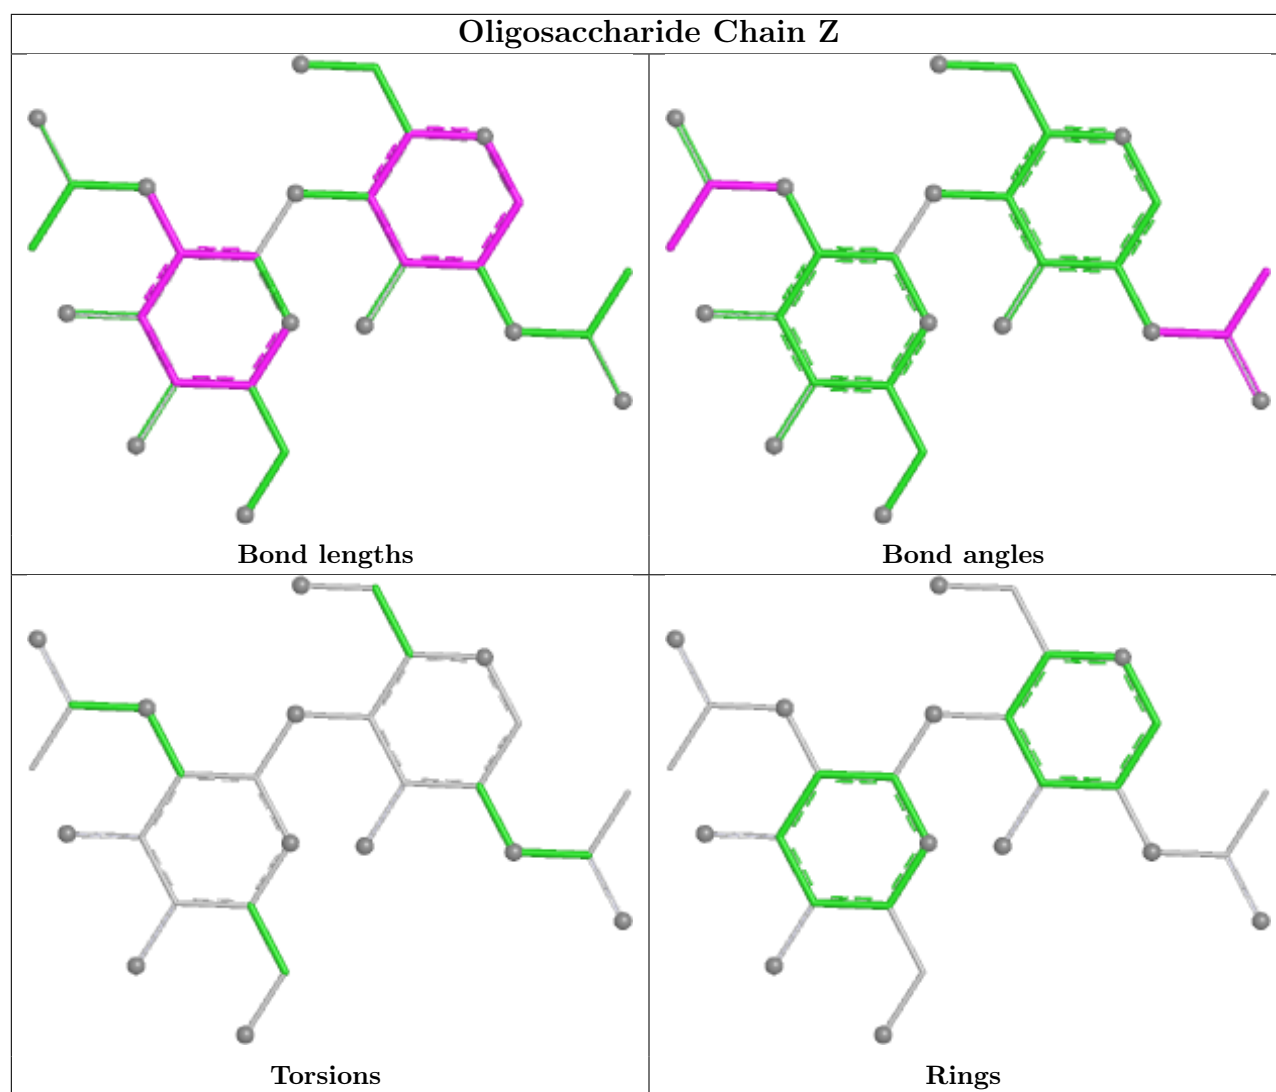 Oligosaccharide Chain Z
Bond lengths
Bond angles
Torsions
Rings